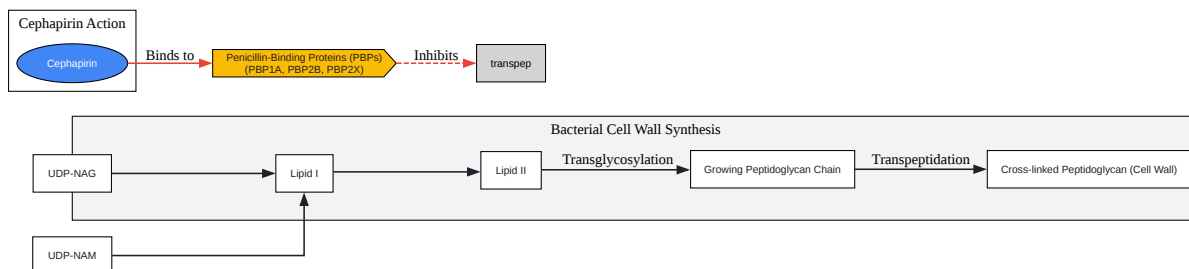 Cephapirin Action
Cephapirin
Binds to
Penicillin-Binding Proteins (PBPs)
(PBP1A, PBP2B, PBP2X)
Inhibits
transpep
Bacterial Cell Wall Synthesis
UDP-NAG
Lipid I
Lipid II
Transglycosylation
Growing Peptidoglycan Chain
Transpeptidation
Cross-linked Peptidoglycan (Cell Wall)
UDP-NAM